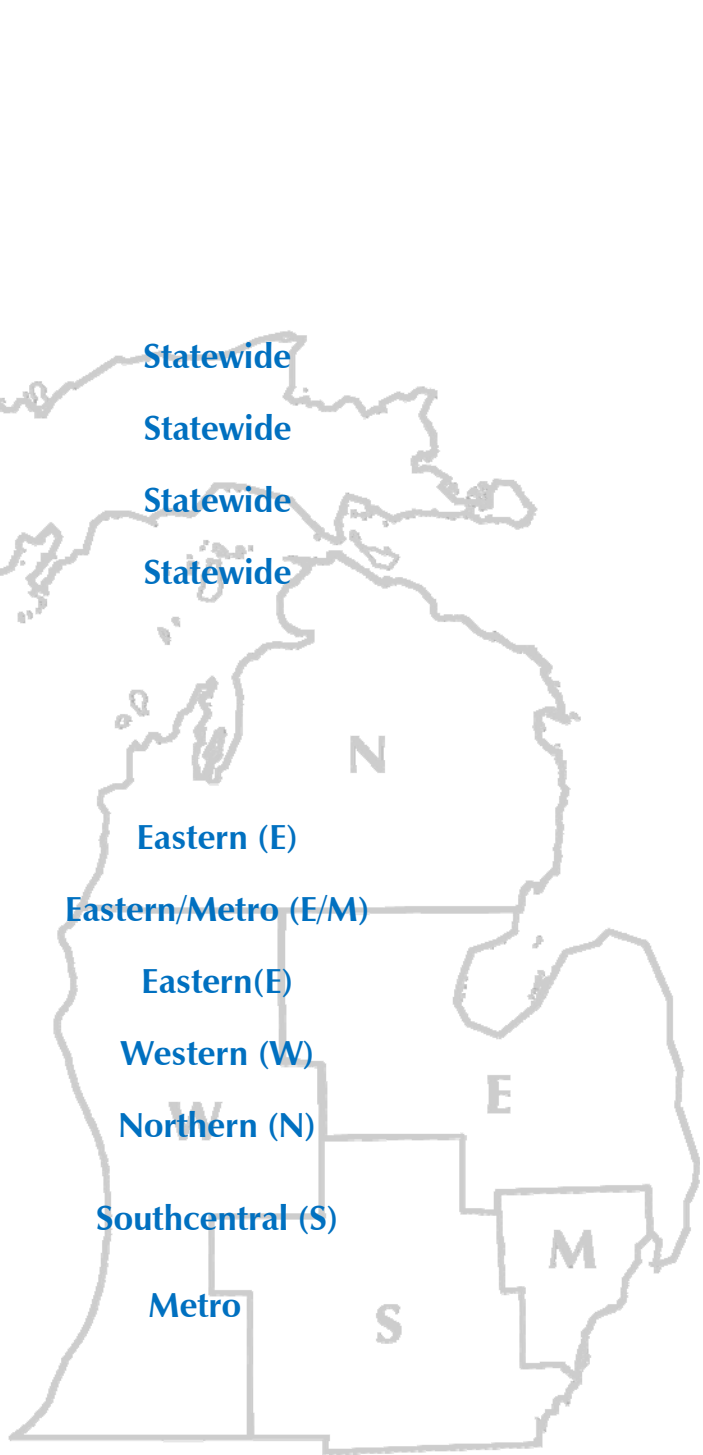 Statewide
Statewide
Statewide
Statewide
N
Eastern (E)
Eastern/Metro (E/M)
Eastern(E)
Western (W)
E
W
Northern (N)
Southcentral (S)
M
Metro
S